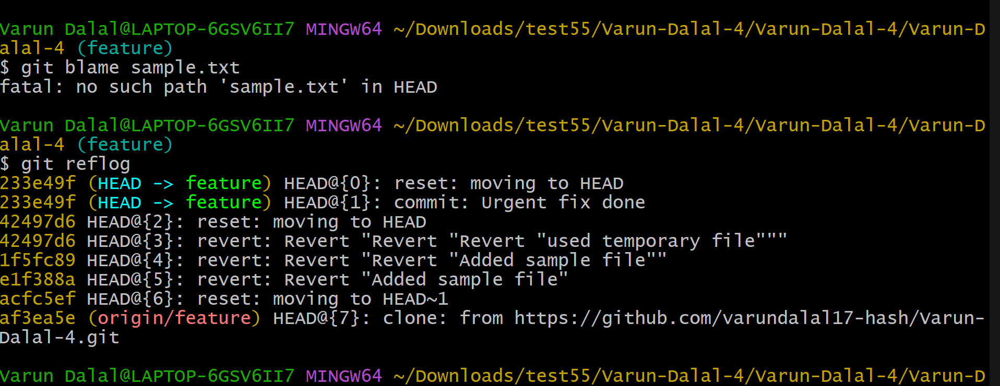 Varun Dalal@LAPTOP-6GSV6II7 MINGW64 ~/Downloads/test55/Varun-Dalal-4/Varun-Dalal-4/Varun-D
alal-4 (feature)
$ git blame sample.txt
fatal: no such path 'sample.txt' in HEAD
Varun Dalal@LAPTOP-6GSV6II7 MINGW64 ~/Downloads/test55/Varun-Dalal-4/Varun-Dalal-4/Varun-D
alal-4 (feature)
$ git reflog
233e49f (HEAD -> feature) HEAD@{0}: reset: moving to HEAD
233e49f (HEAD -> feature) HEAD@{1}: commit: Urgent fix done
42497d6 HEAD@{2}: reset: moving to HEAD
42497d6 HEAD@{3}: revert: Revert "Revert "Revert "used temporary file"""
1f5fc89 HEAD@{4}: revert: Revert "Revert "Added sample file""
e1f388a HEAD@{5}: revert: Revert "Added sample file"
acfc5ef HEAD@{6}: reset: moving to HEAD~1
af3ea5e (origin/feature) HEAD@{7}: clone: from https://github.com/varundalal17-hash/Varun-
Dalal-4.git
Varun Dalal@LAPTOP-6GSV6II7 MINGW64 ~/Downloads/test55/Varun-Dalal-4/Varun-Dalal-4/Varun-D